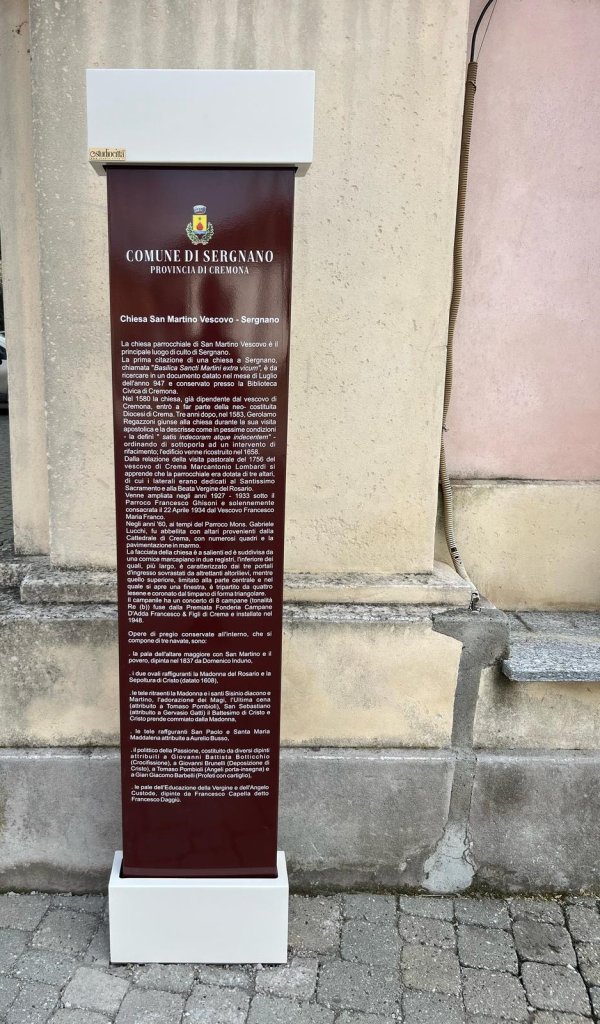 estudiocittà
COMUNE DI SERGNANO
PROVINCIA DI CREMONA
Chiesa San Martino Vescovo - Sergnano
La chiesa parrocchiale di San Martino Vescovo è il
principale luogo di culto di Sergnano.
La prima citazione di una chiesa a Sergnano,
chiamata "Basilica Sancti Martini extra vicum", è da
ricercare in un documento datato nel mese di Luglio
dell'anno 947 e conservato presso la Biblioteca
Civica di Cremona.
Nel 1580 la chiesa, già dipendente dal vescovo di
Cremona, entrò a far parte della neo- costituita
Diocesi di Crema. Tre anni dopo, nel 1583, Gerolamo
Regazzoni giunse alla chiesa durante la sua visita
apostolica e la descrisse come in pessime condizioni
- la definì " satis indecoram atque indecentem" -
ordinando di sottoporla ad un intervento di
rifacimento; l'edificio venne ricostruito nel 1658.
Dalla relazione della visita pastorale del 1756 del
vescovo di Crema Marcantonio Lombardi si
apprende che la parrocchiale era dotata di tre altari,
di cui i laterali erano dedicati al Santissimo
Sacramento e alla Beata Vergine del Rosario.
Venne ampliata negli anni 1927 - 1933 sotto il
Parroco Francesco Ghisoni e solennemente
consacrata il 22 Aprile 1934 dal Vescovo Francesco
Maria Franco.
Negli anni '60, ai tempi del Parroco Mons. Gabriele
Lucchi, fu abbellita con altari provenienti dalla
Cattedrale di Crema, con numerosi quadri e la
pavimentazione in marmo.
La facciata della chiesa è a salienti ed è suddivisa da
una cornice marcapiano in due registri, l'inferiore dei
quali, più largo, è caratterizzato dai tre portali
d'ingresso sovrastati da altrettanti altorilievi, mentre
quello superiore, limitato alla parte centrale e nel
quale si apre una finestra, è tripartito da quattro
lesene e coronato dal timpano di forma triangolare.
Il campanile ha un concerto di 8 campane (tonalità
Re (b)) fuse dalla Premiata Fonderia Campane
D'Adda Francesco & Figli di Crema e installate nel
1948.
Opere di pregio conservate all'interno, che si
compone di tre navate, sono:
. la pala dell'altare maggiore con San Martino e il
povero, dipinta nel 1837 da Domenico Induno,
. i due ovali raffiguranti la Madonna del Rosario e la
Sepoltura di Cristo (datato 1608),
. le tele ritraenti la Madonna e i santi Sisinio diacono e
Martino, l'adorazione dei Magi, l'Ultima cena
(attribuito a Tomaso Pombioli), San Sebastiano
(attribuito a Gervasio Gatti) il Battesimo di Cristo e
Cristo prende commiato dalla Madonna,
. le tele raffiguranti San Paolo e Santa Maria
Maddalena attribuite a Aurelio Busso,
. il polittico della Passione, costituito da diversi dipinti
attribuiti a Giovanni Battista Botticchio
(Crocifissione), a Giovanni Brunelli (Deposizione di
Cristo), a Tomaso Pombioli (Angeli porta-insegna) e
a Gian Giacomo Barbelli (Profeti con cartiglio),
. le pale dell'Educazione della Vergine e dell'Angelo
Custode, dipinte da Francesco Capella detto
Francesco Daggiù.